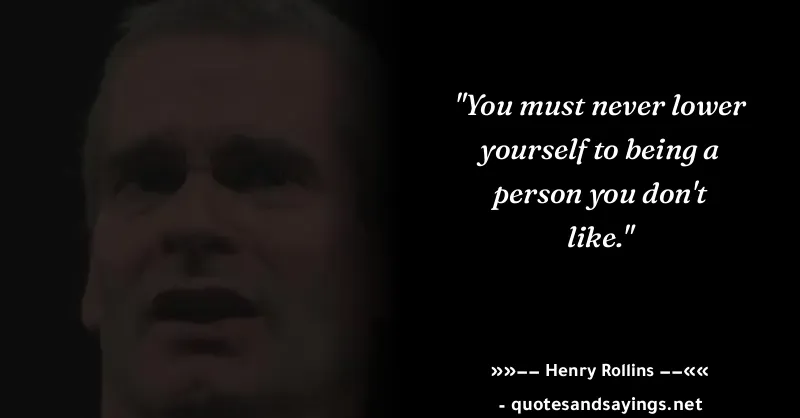 "You must never lower
yourself to being a
person you don't
like."
»»–– Henry Rollins ––««
- quotesandsayings.net